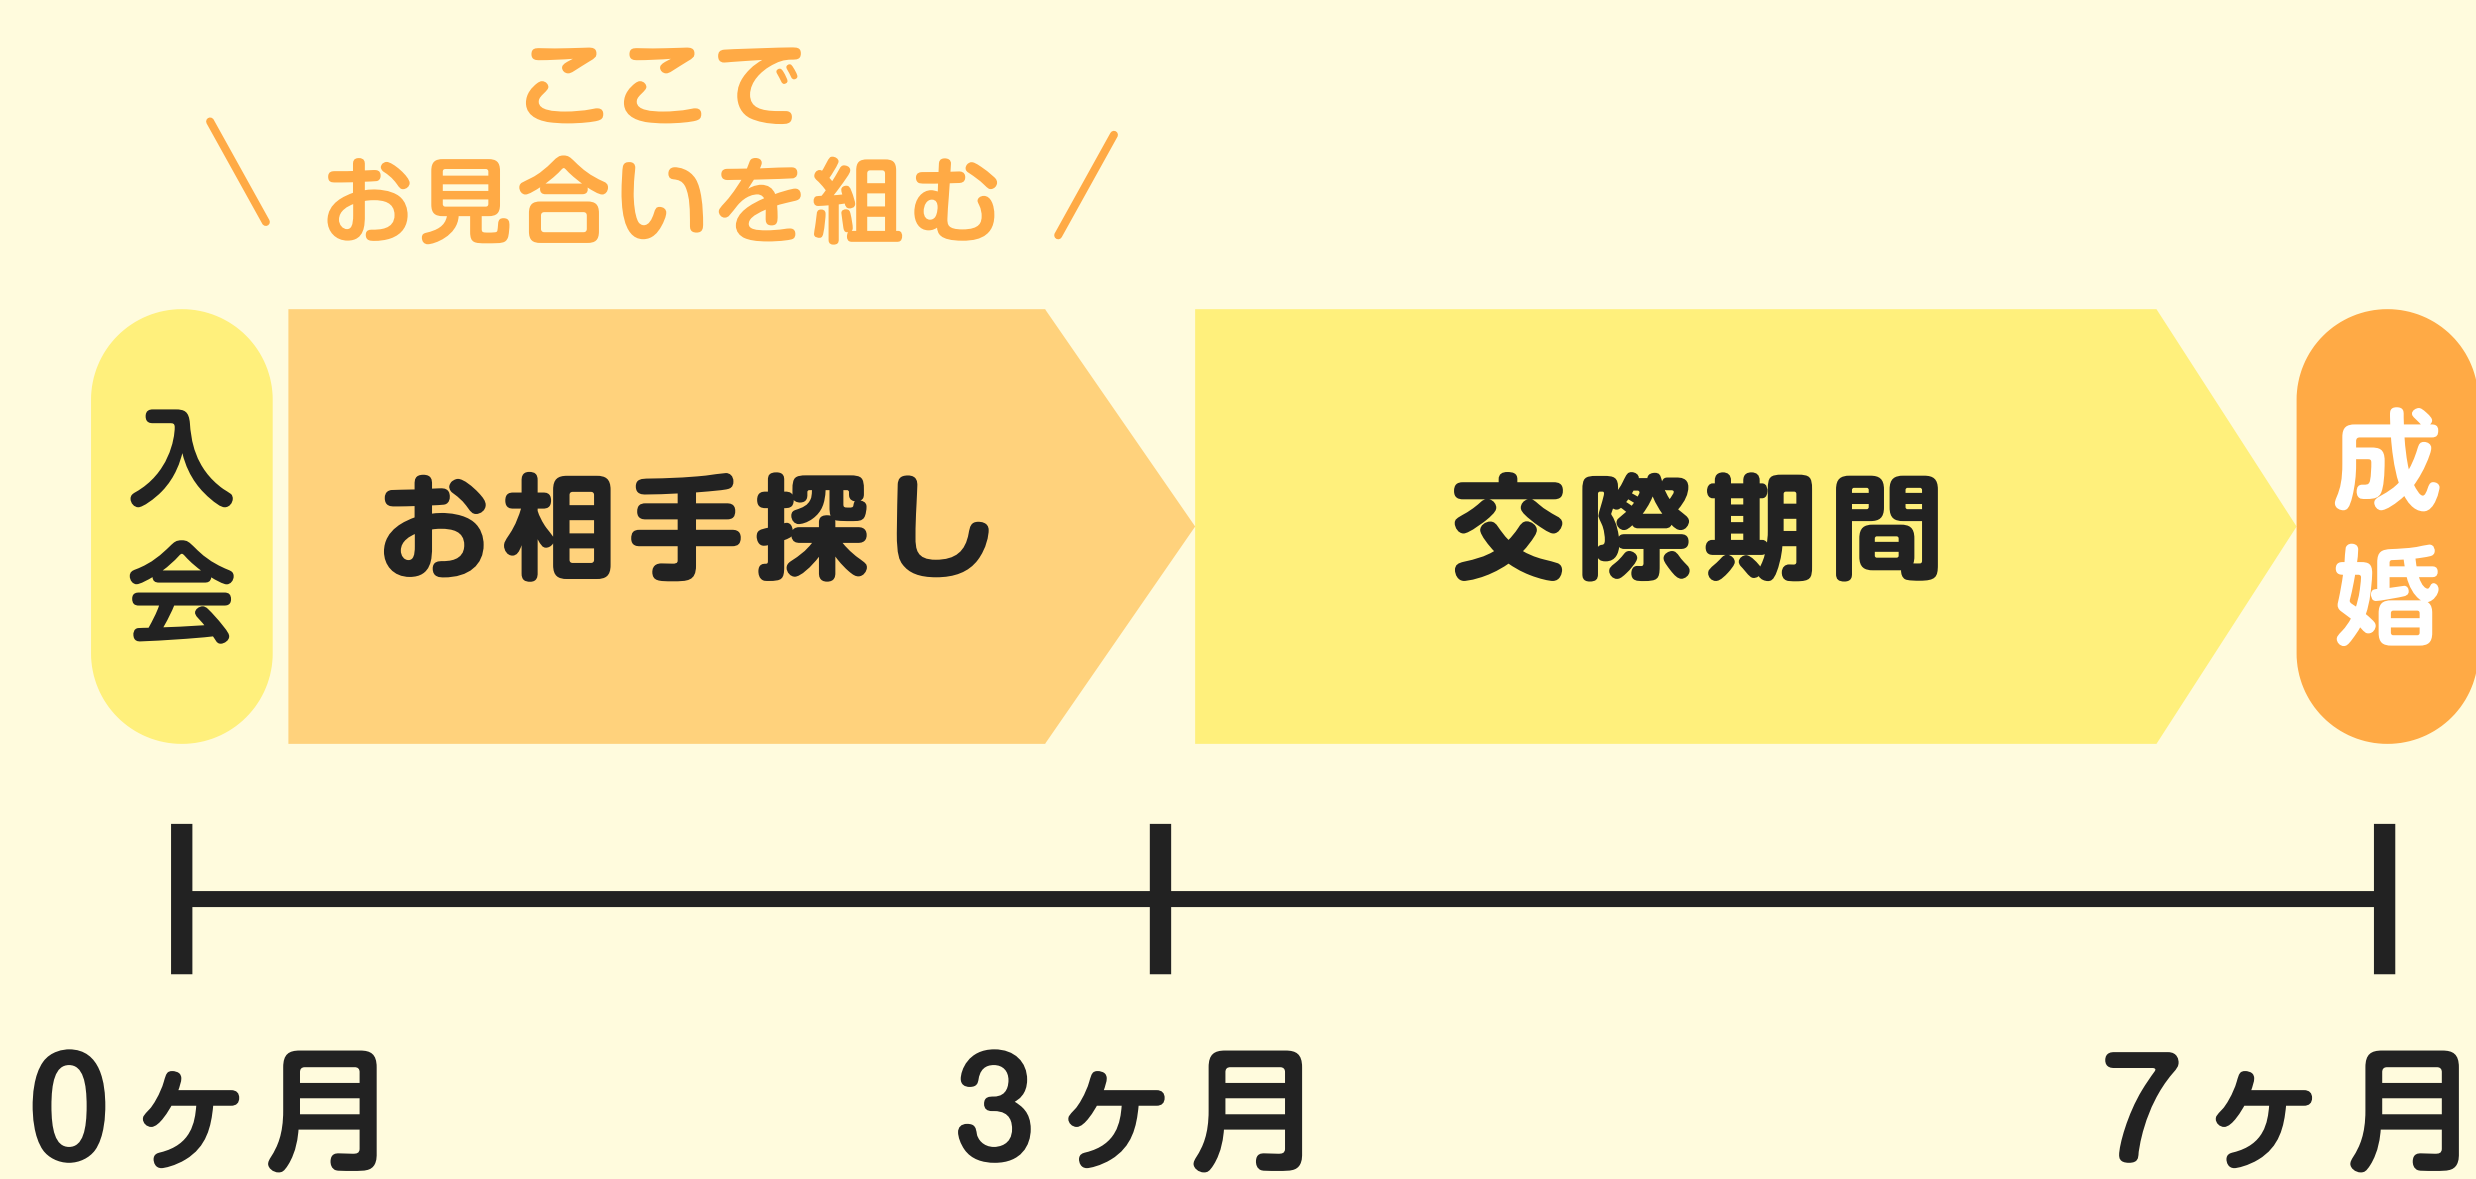 ここで
お見合いを組む
入会
お相手探し
交際期間
成婚
0ヶ月
3ヶ月
7ヶ月